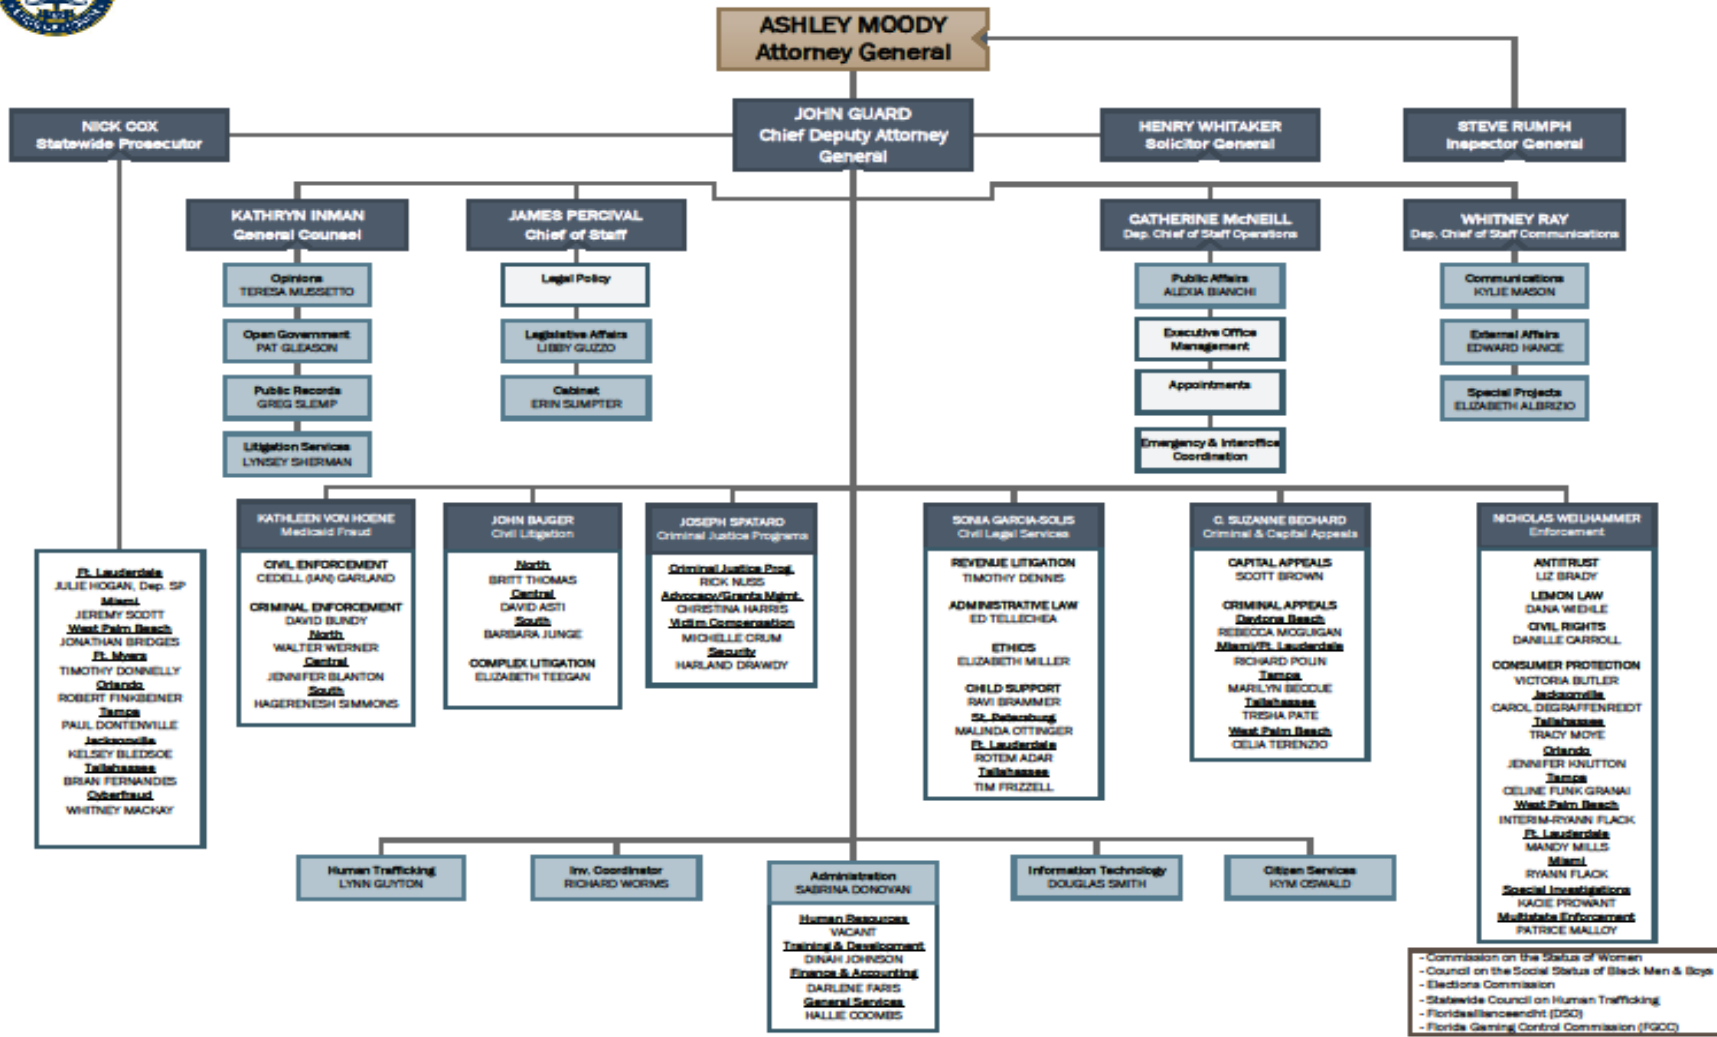 ASHLEY MOODY
Attorney General
NICK COX
Statewide Prosecutor
JOHN GUARD
Chief Deputy Attorney
General
HENRY WHITAKER
Solicitor General
STEVE RUMPH
Inspector General
KATHRYN INMAN
General Counsel
JAMES PERCIVAL
Chief of Staff
CATHERINE McNEILL
Dep. Chief of Staff Operations
WHITNEY RAY
Dep. Chief of Staff Communications
Opinions
TERESA MUSSETTO
Open Government
PAT GLEASON
Public Records
GREG SLEMP
Litigation Services
LYNSEY SHERMAN
Legal Policy
Legislative Affairs
LIBBY GUZZO
Cabinet
ERIN SUMPTER
Public Affairs
ALEXIA BIANCHI
Executive Office
Management
Appointments
Emergency & Interoffice
Coordination
Communications
KYLIE MASON
External Affairs
EDWARD HANCE
Special Projects
ELIZABETH ALBRIZIO
Ft. Lauderdale
JULIE HOGAN, Dep. SP
Miami
JEREMY SCOTT
West Palm Beach
JONATHAN BRIDGES
Ft. Myers
TIMOTHY DONNELLY
Orlando
ROBERT FINKBEINER
Tampa
PAUL DONTENVILLE
Jacksonville
KELSEY BLEDSOE
Tallahassee
BRIAN FERNANDES
Cyberfraud
WHITNEY MACKAY
KATHLEEN VON HOENE
Medicaid Fraud
CIVIL ENFORCEMENT
CEDELL (IAN) GARLAND
CRIMINAL ENFORCEMENT
DAVID BUNDY
North
WALTER WERNER
Central
JENNIFER BLANTON
South
HAGERENESH SIMMONS
JOHN BAJGER
Civil Litigation
North
BRITT THOMAS
Central
DAVID ASTI
South
BARBARA JUNGE
COMPLEX LITIGATION
ELIZABETH TEEGAN
JOSEPH SPATARO
Criminal Justice Programs
Criminal Justice Prog.
RICK NUSS
Advocacy/Grants Mgmt.
CHRISTINA HARRIS
Victim Compensation
MICHELLE CRUM
Security
HARLAND DRAWDY
SONIA GARCIA-SOLIS
Civil Legal Services
REVENUE LITIGATION
TIMOTHY DENNIS
ADMINISTRATIVE LAW
ED TELLECHEA
ETHICS
ELIZABETH MILLER
CHILD SUPPORT
RAVI BRAMMER
St. Petersburg
MALINDA OTTINGER
Ft. Lauderdale
ROTEM ADAR
Tallahassee
TIM FRIZZELL
C. SUZANNE BECHARD
Criminal & Capital Appeals
CAPITAL APPEALS
SCOTT BROWN
CRIMINAL APPEALS
Daytona Beach
REBECCA MCGUIGAN
Miami/Ft. Lauderdale
RICHARD POLIN
Tampa
MARILYN BECCUE
Tallahassee
TRISHA PATE
West Palm Beach
CELIA TERENZIO
NICHOLAS WEILHAMMER
Enforcement
ANTITRUST
LIZ BRADY
LEMON LAW
DANA WIEHLE
CIVIL RIGHTS
DANILLE CARROLL
CONSUMER PROTECTION
VICTORIA BUTLER
Jacksonville
CAROL DEGRAFFENREIDT
Tallahassee
TRACY MOYE
Orlando
JENNIFER KNUTTON
Tampa
CELINE FUNK GRANAI
West Palm Beach
INTERIM-RYANN FLACK
Ft. Lauderdale
MANDY MILLS
Miami
RYANN FLACK
Special Investigations
KACIE PROWANT
Multistate Enforcement
PATRICE MALLOY
Human Trafficking
LYNN GUYTON
Inv. Coordinator
RICHARD WORMS
Administration
SABRINA DONOVAN
Human Resources
VACANT
Training & Development
DINAH JOHNSON
Finance & Accounting
DARLENE FARIS
General Services
HALLIE COOMBS
Information Technology
DOUGLAS SMITH
Citizen Services
KYM OSWALD
- Commission on the Status of Women
- Council on the Social Status of Black Men & Boys
- Elections Commission
- Statewide Council on Human Trafficking
- Floridaallianceendht (DSO)
- Florida Gaming Control Commission (FGCC)